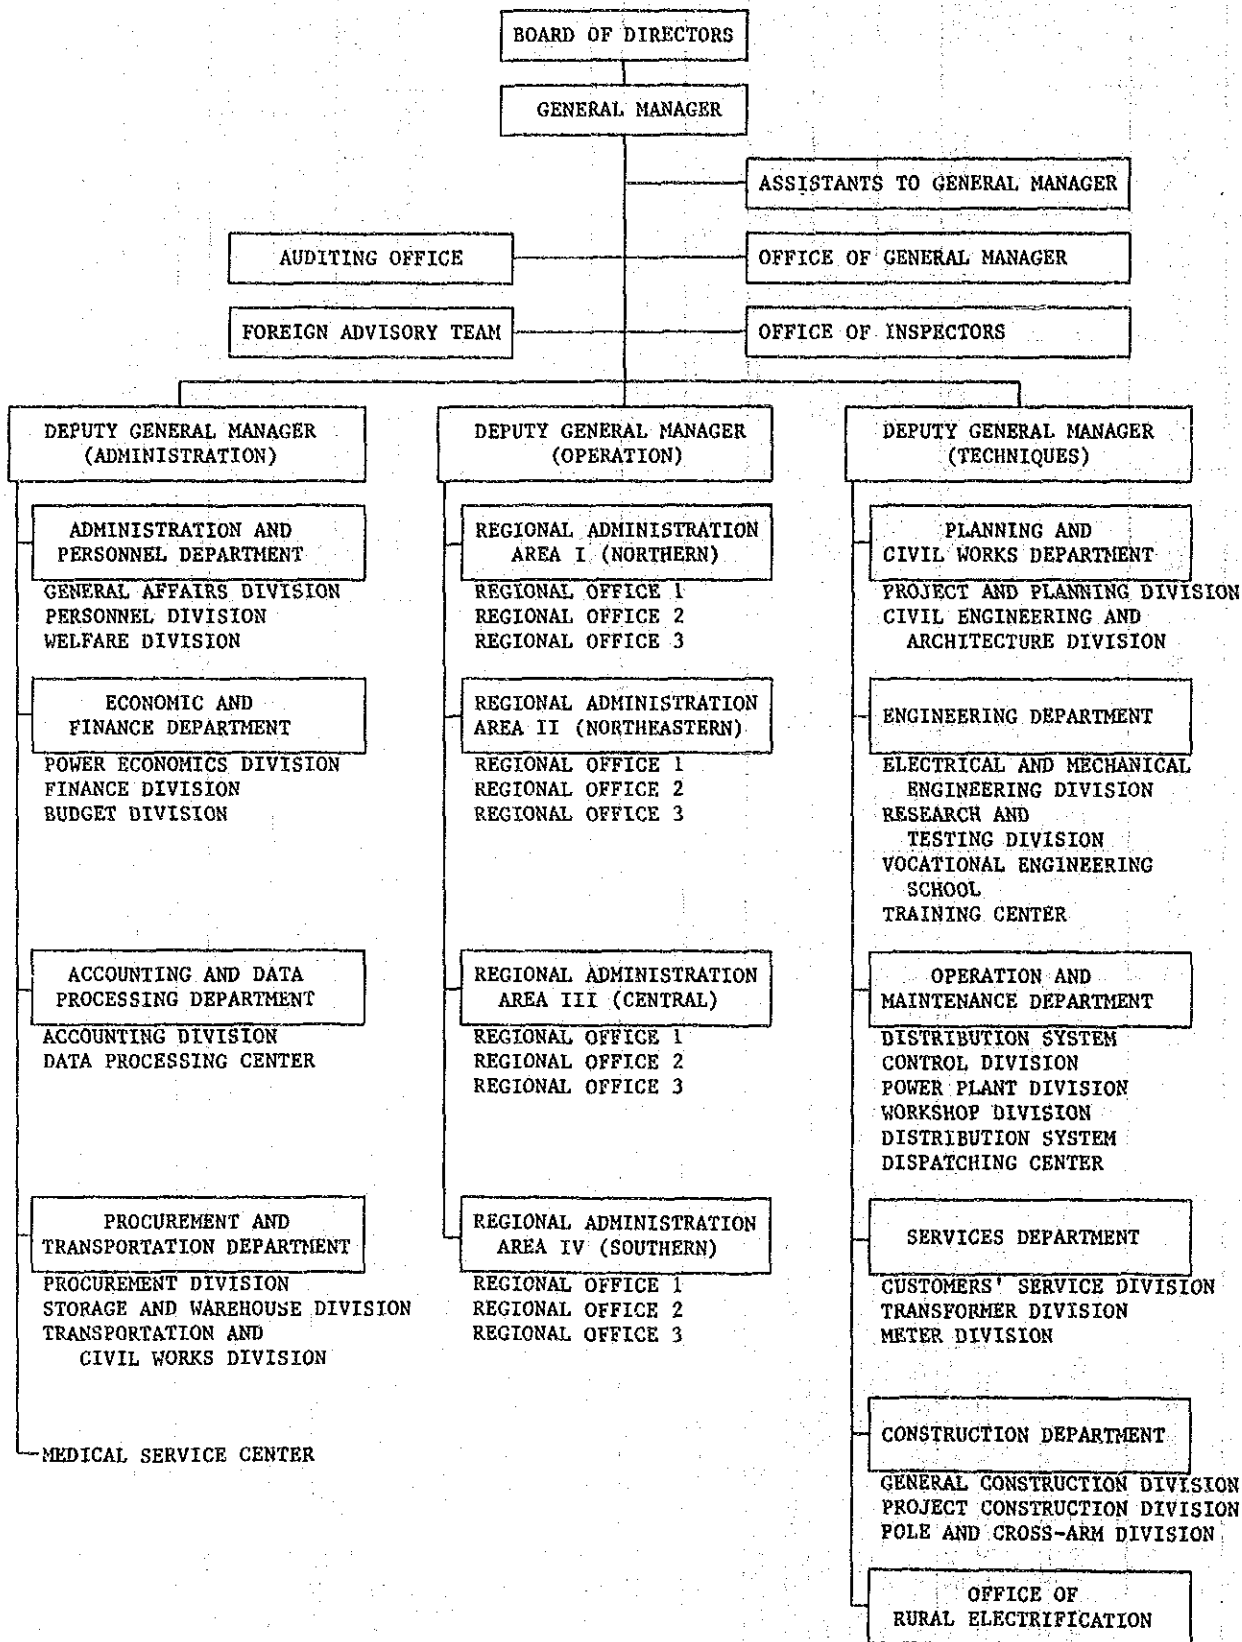 BOARD OF DIRECTORS
GENERAL MANAGER
ASSISTANTS TO GENERAL MANAGER
AUDITING OFFICE
OFFICE OF GENERAL MANAGER
FOREIGN ADVISORY TEAM
OFFICE OF INSPECTORS
DEPUTY GENERAL MANAGER
(ADMINISTRATION)
ADMINISTRATION AND
PERSONNEL DEPARTMENT
GENERAL AFFAIRS DIVISION
PERSONNEL DIVISION
WELFARE DIVISION
ECONOMIC AND
FINANCE DEPARTMENT
POWER ECONOMICS DIVISION
FINANCE DIVISION
BUDGET DIVISION
ACCOUNTING AND DATA
PROCESSING DEPARTMENT
ACCOUNTING DIVISION
DATA PROCESSING CENTER
PROCUREMENT AND
TRANSPORTATION DEPARTMENT
PROCUREMENT DIVISION
STORAGE AND WAREHOUSE DIVISION
TRANSPORTATION AND
CIVIL WORKS DIVISION
MEDICAL SERVICE CENTER
DEPUTY GENERAL MANAGER
(OPERATION)
REGIONAL ADMINISTRATION
AREA I (NORTHERN)
REGIONAL OFFICE 1
REGIONAL OFFICE 2
REGIONAL OFFICE 3
REGIONAL ADMINISTRATION
AREA II (NORTHEASTERN)
REGIONAL OFFICE 1
REGIONAL OFFICE 2
REGIONAL OFFICE 3
REGIONAL ADMINISTRATION
AREA III (CENTRAL)
REGIONAL OFFICE 1
REGIONAL OFFICE 2
REGIONAL OFFICE 3
REGIONAL ADMINISTRATION
AREA IV (SOUTHERN)
REGIONAL OFFICE 1
REGIONAL OFFICE 2
REGIONAL OFFICE 3
DEPUTY GENERAL MANAGER
(TECHNIQUES)
PLANNING AND
CIVIL WORKS DEPARTMENT
PROJECT AND PLANNING DIVISION
CIVIL ENGINEERING AND
ARCHITECTURE DIVISION
ENGINEERING DEPARTMENT
ELECTRICAL AND MECHANICAL
ENGINEERING DIVISION
RESEARCH AND
TESTING DIVISION
VOCATIONAL ENGINEERING
SCHOOL
TRAINING CENTER
OPERATION AND
MAINTENANCE DEPARTMENT
DISTRIBUTION SYSTEM
CONTROL DIVISION
POWER PLANT DIVISION
WORKSHOP DIVISION
DISTRIBUTION SYSTEM
DISPATCHING CENTER
SERVICES DEPARTMENT
CUSTOMERS' SERVICE DIVISION
TRANSFORMER DIVISION
METER DIVISION
CONSTRUCTION DEPARTMENT
GENERAL CONSTRUCTION DIVISION
PROJECT CONSTRUCTION DIVISION
POLE AND CROSS-ARM DIVISION
OFFICE OF
RURAL ELECTRIFICATION